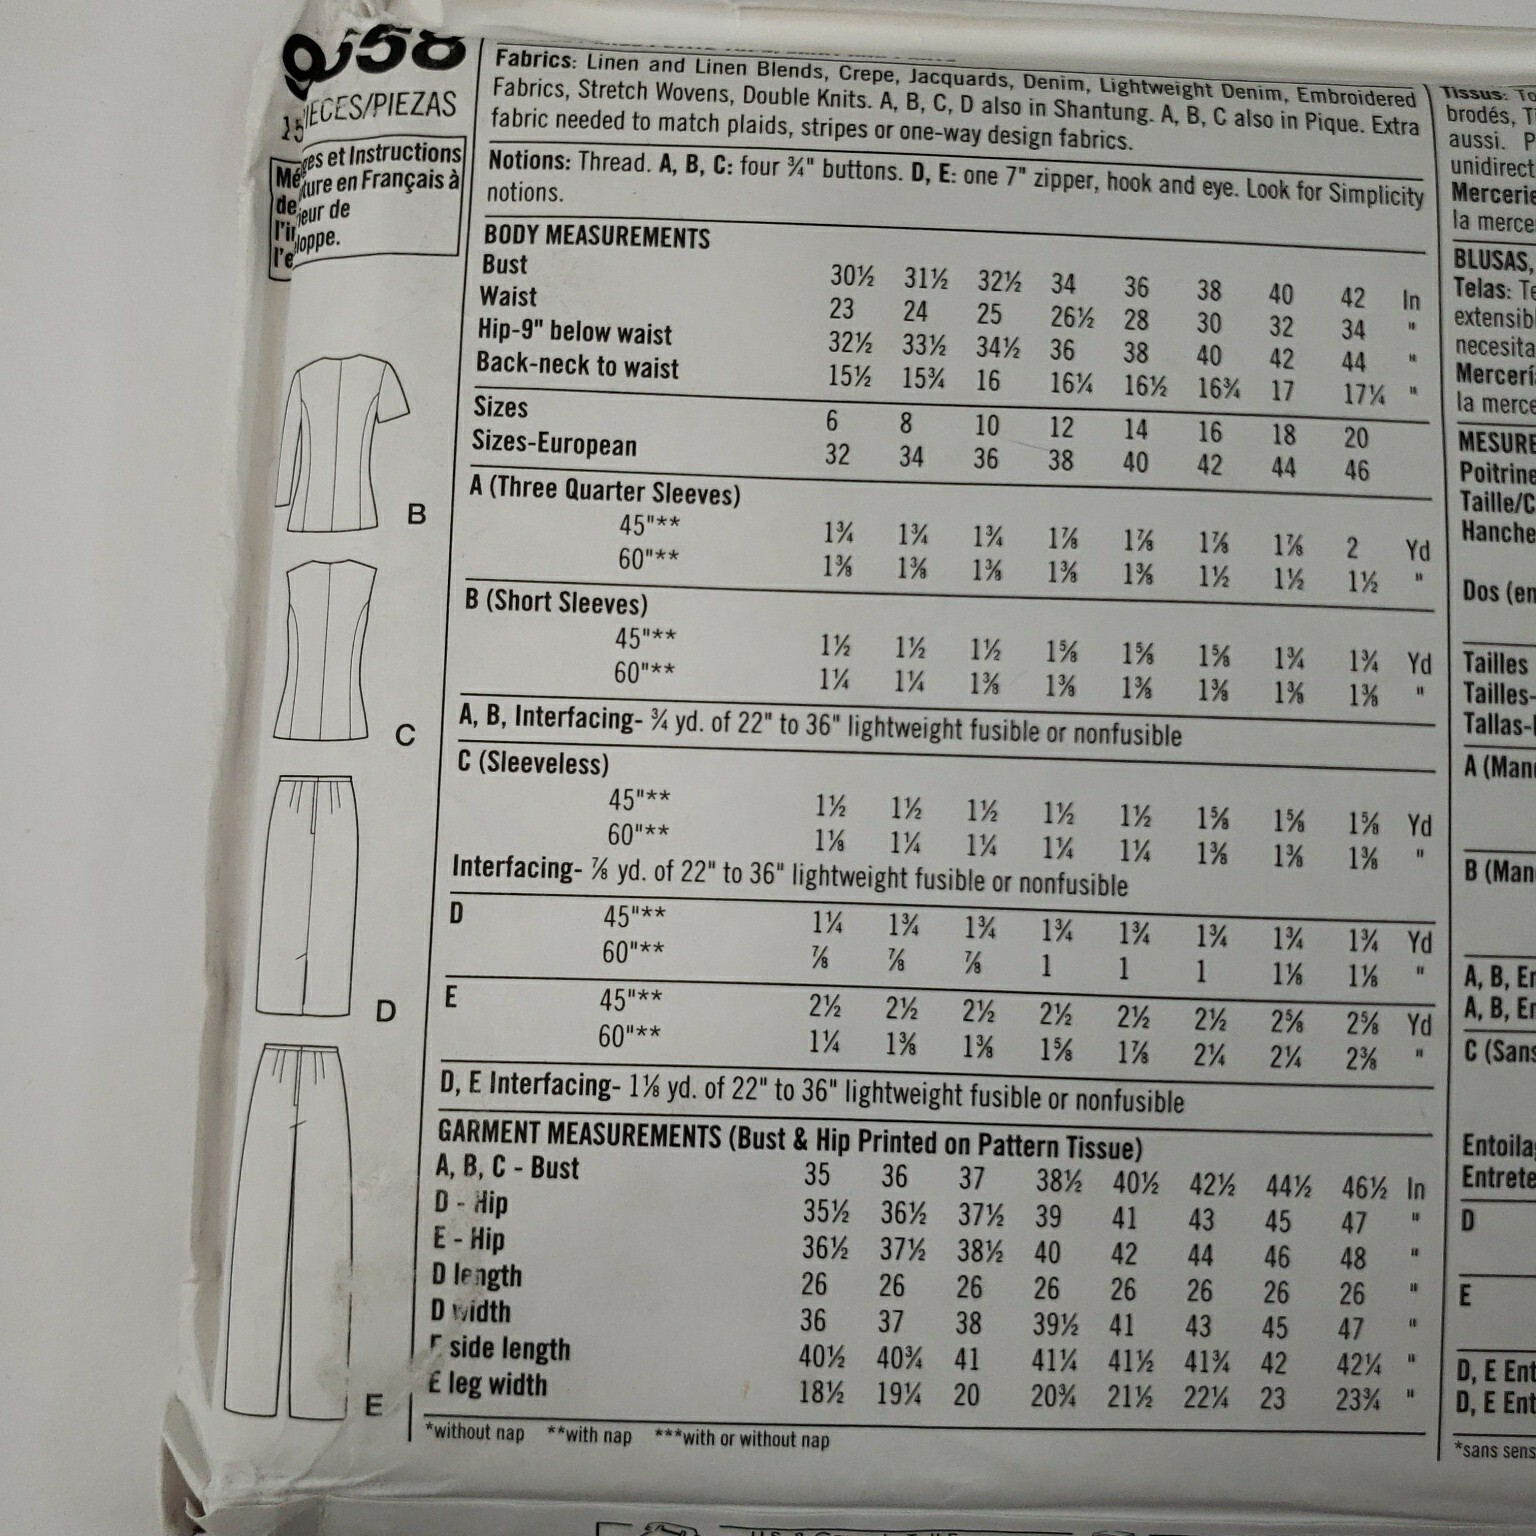 58
PIECES/PIEZAS
et Instructions
en Français à
de
B
C
D
E
Fabrics: Linen and Linen Blends, Crepe, Jacquards, Denim, Lightweight Denim, Embroidered
Fabrics, Stretch Wovens, Double Knits. A, B, C, D also in Shantung. A, B, C also in Pique. Extra
fabric needed to match plaids, stripes or one-way design fabrics.
Notions: Thread. A, B, C: four ¾" buttons. D, E: one 7" zipper, hook and eye. Look for Simplicity
notions.
BODY MEASUREMENTS
Bust 30½ 31½ 32½ 34 36 38 40 42 In
Waist 23 24 25 26½ 28 30 32 34 "
Hip-9" below waist 32½ 33½ 34½ 36 38 40 42 44 "
Back-neck to waist 15½ 15¾ 16 16¼ 16½ 16¾ 17 17¼ "
Sizes 6 8 10 12 14 16 18 20
Sizes-European 32 34 36 38 40 42 44 46
A (Three Quarter Sleeves)
45"** 1¾ 1¾ 1¾ 1⅞ 1⅞ 1⅞ 1⅞ 2 Yd
60"** 1⅜ 1⅜ 1⅜ 1⅜ 1⅜ 1½ 1½ 1½ "
B (Short Sleeves)
45"** 1½ 1½ 1½ 1⅝ 1⅝ 1⅝ 1¾ 1¾ Yd
60"** 1¼ 1¼ 1⅜ 1⅜ 1⅜ 1⅜ 1⅜ 1⅜ "
A, B, Interfacing- ¾ yd. of 22" to 36" lightweight fusible or nonfusible
C (Sleeveless)
45"** 1½ 1½ 1½ 1½ 1½ 1⅝ 1⅝ 1⅝ Yd
60"** 1⅛ 1¼ 1¼ 1¼ 1¼ 1⅜ 1⅜ 1⅜ "
Interfacing- ⅞ yd. of 22" to 36" lightweight fusible or nonfusible
D 45"** 1¼ 1¾ 1¾ 1¾ 1¾ 1¾ 1¾ 1¾ Yd
60"** ⅞ ⅞ ⅞ 1 1 1 1⅛ 1⅛ "
E 45"** 2½ 2½ 2½ 2½ 2½ 2½ 2⅝ 2⅝ Yd
60"** 1¼ 1⅜ 1⅜ 1⅝ 1⅞ 2¼ 2¼ 2⅜ "
D, E Interfacing- 1⅛ yd. of 22" to 36" lightweight fusible or nonfusible
GARMENT MEASUREMENTS (Bust & Hip Printed on Pattern Tissue)
A, B, C - Bust 35 36 37 38½ 40½ 42½ 44½ 46½ In
D - Hip 35½ 36½ 37½ 39 41 43 45 47 "
E - Hip 36½ 37½ 38½ 40 42 44 46 48 "
D length 26 26 26 26 26 26 26 26 "
D width 36 37 38 39½ 41 43 45 47 "
E side length 40½ 40¾ 41 41¼ 41½ 41¾ 42 42¼ "
E leg width 18½ 19¼ 20 20¾ 21½ 22¼ 23 23¾ "
*without nap **with nap ***with or without nap
Tissus: To
brodés, T
aussi. P
unidirect
Mercerie
la merce
BLUSAS,
Telas: Te
extensib
necesita
Mercerí
la merce
MESURE
Poitrine
Taille/C
Hanche
Dos (en
Tailles
Tailles-
Tallas-
A (Man
B (Man
A, B, En
A, B, En
C (Sans
Entoila
Entrete
D
E
D, E Ent
D, E Ent
*sans sens